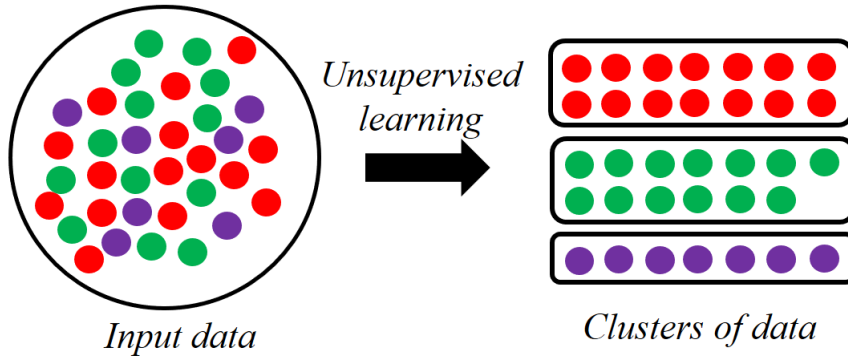 Unsupervised
learning
Input data
Clusters of data